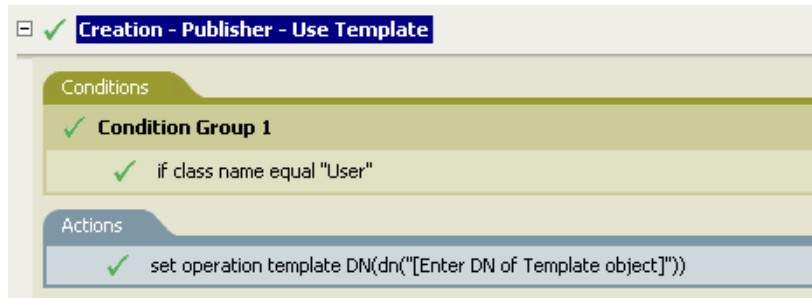 Creation - Publisher - Use Template
Conditions
Condition Group 1
if class name equal "User"
Actions
set operation template DN(dn("[Enter DN of Template object]"))